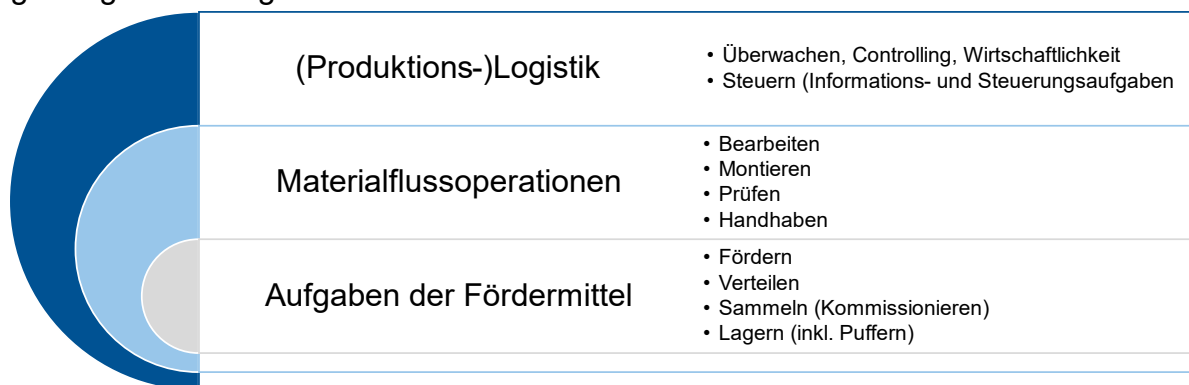 (Produktions-)Logistik
• Überwachen, Controlling, Wirtschaftlichkeit
• Steuern (Informations- und Steuerungsaufgaben
Materialflussoperationen
• Bearbeiten
• Montieren
• Prüfen
• Handhaben
Aufgaben der Fördermittel
• Fördern
• Verteilen
• Sammeln (Kommissionieren)
• Lagern (inkl. Puffern)